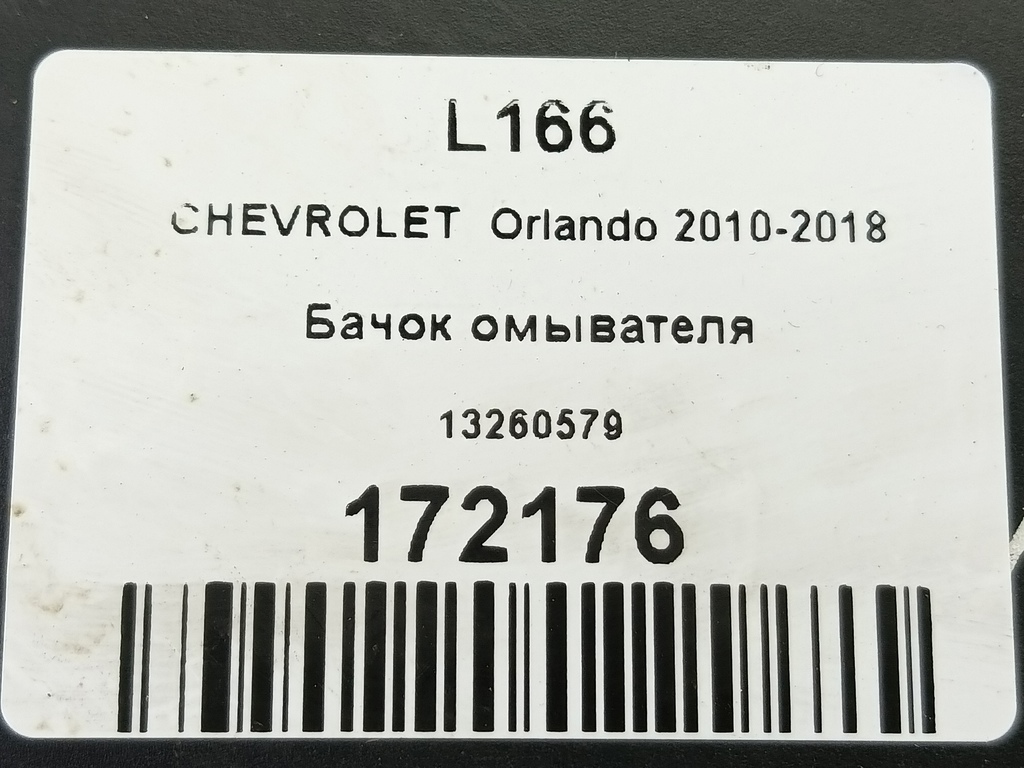 L166
CHEVROLET Orlando 2010-2018
Бачок омывателя
13260579
172176